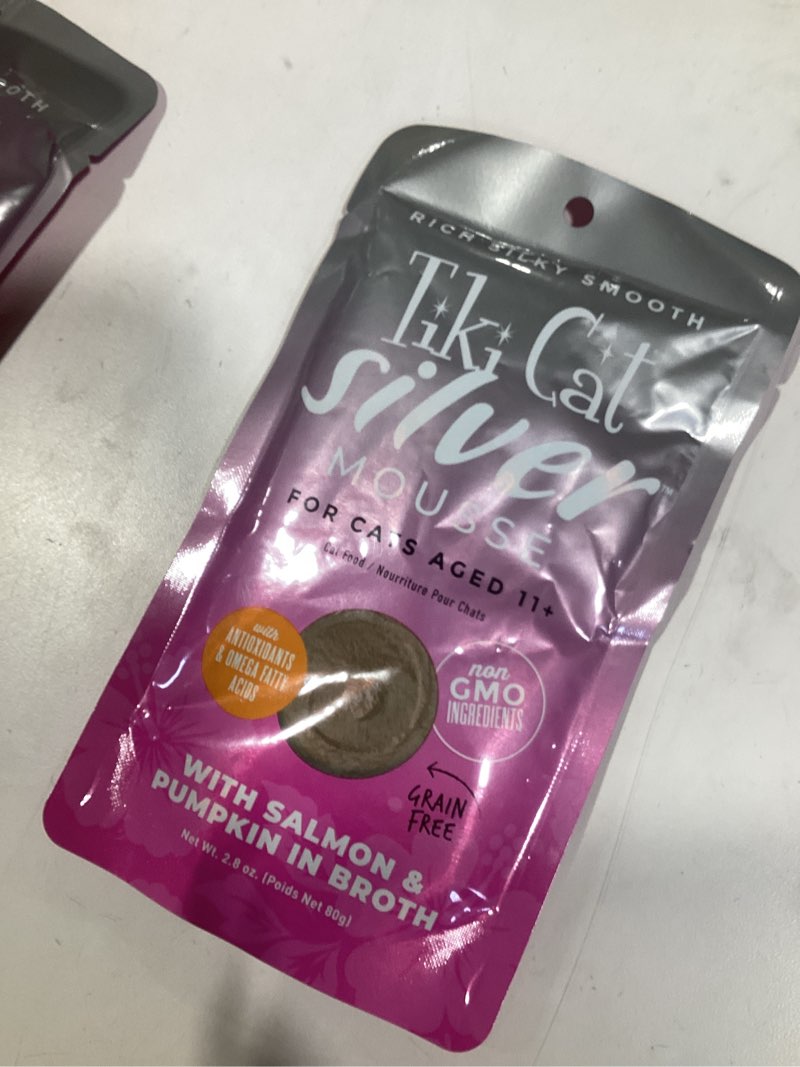 OOTH
RICH SILKY SMOOTH
Tiki Cat
silver™
MOUSSE
FOR CATS AGED 11+
Cat Food / Nourriture Pour Chats
with
ANTIOXIDANTS
& OMEGA FATTY
ACIDS
non
GMO
INGREDIENTS
GRAIN
FREE
WITH SALMON &
PUMPKIN IN BROTH
Net Wt. 2.8 oz. (Poids Net 80g)